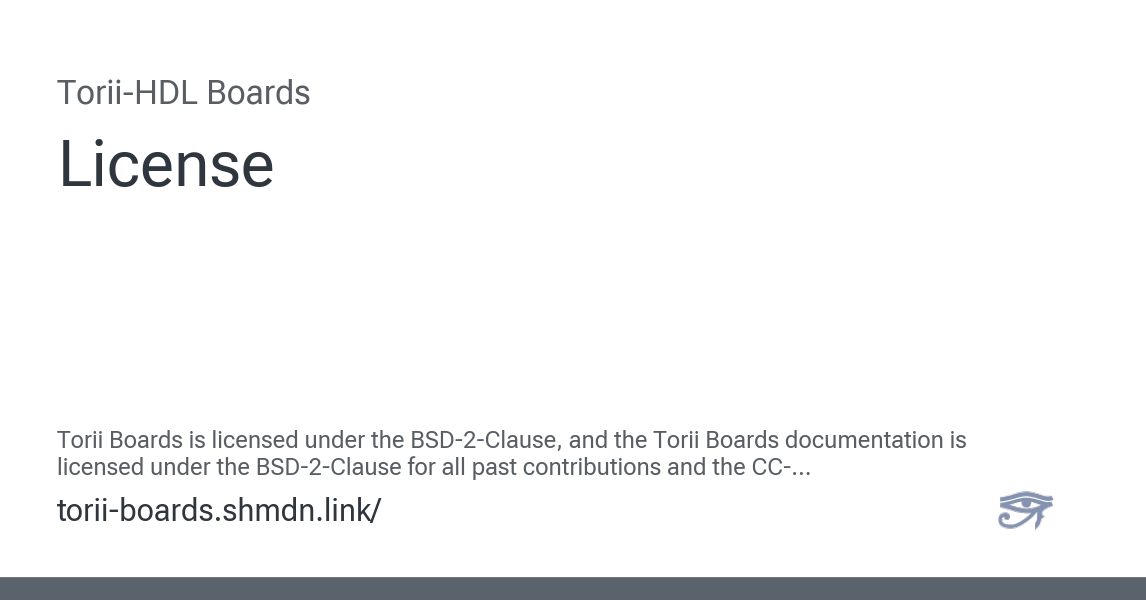 Torii-HDL Boards
License
Torii Boards is licensed under the BSD-2-Clause, and the Torii Boards documentation is
licensed under the BSD-2-Clause for all past contributions and the CC-...
torii-boards.shmdn.link/